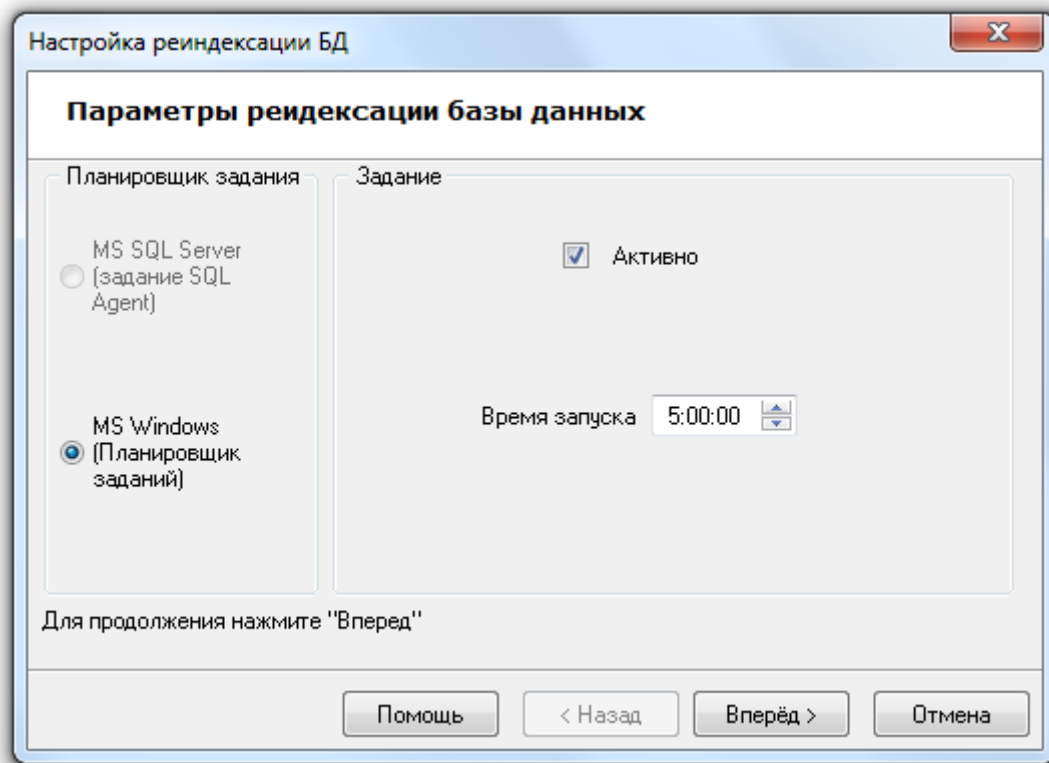 Настройка реиндексации БД
Параметры реидексации базы данных
Планировщик задания
MS SQL Server
(задание SQL
Agent)
MS Windows
(Планировщик
заданий)
Задание
Активно
Время запуска 5:00:00
Для продолжения нажмите "Вперед"
Помощь
< Назад
Вперёд >
Отмена